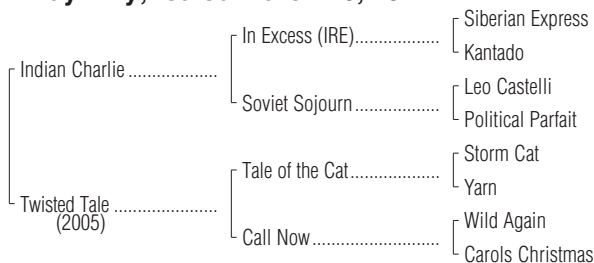 Siberian Express
In Excess (IRE)....................
Kantado
Indian Charlie .....................
Leo Castelli
Soviet Sojourn....................
Political Parfait
Storm Cat
Tale of the Cat.....................
Yarn
Twisted Tale ........................
(2005)
Wild Again
Call Now..............................
Carols Christmas